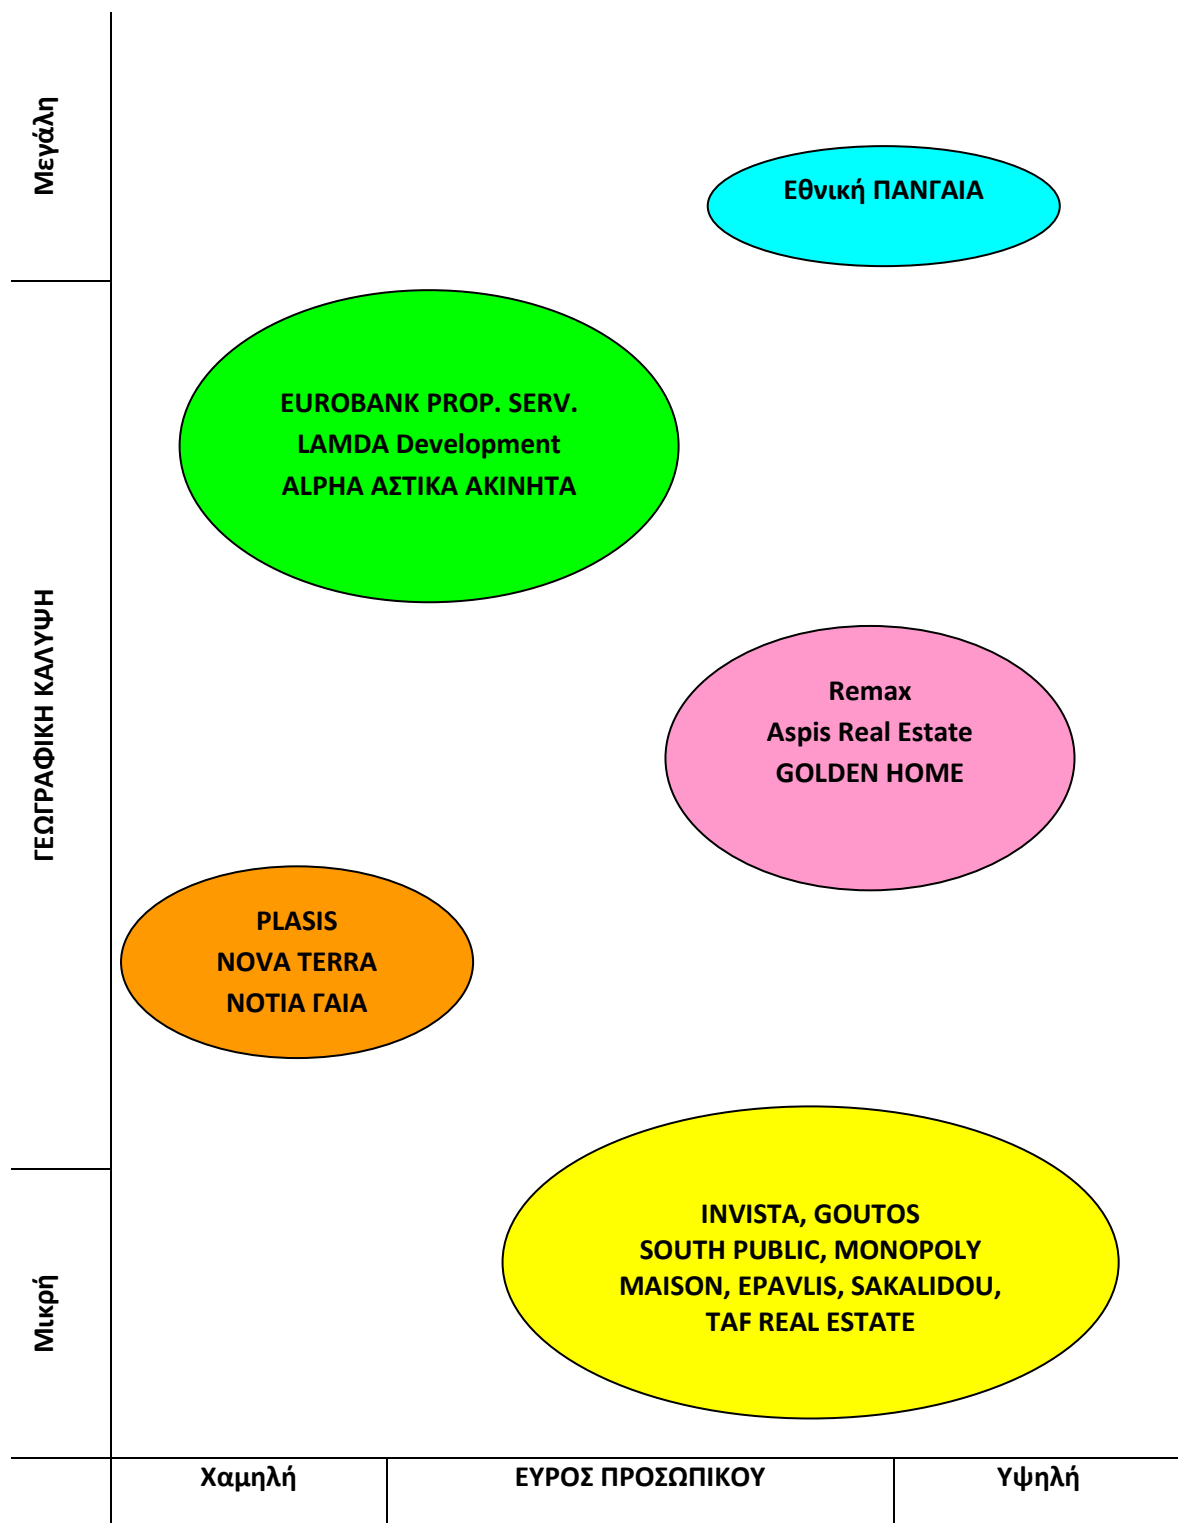 Μεγάλη
Εθνική ΠΑΝΓΑΙΑ
EUROBANK PROP. SERV.
LAMDA Development
ALPHA ΑΣΤΙΚΑ ΑΚΙΝΗΤΑ
ΓΕΩΓΡΑΦΙΚΗ ΚΑΛΥΨΗ
Remax
Aspis Real Estate
GOLDEN HOME
PLASIS
NOVA TERRA
ΝΟΤΙΑ ΓΑΙΑ
Μικρή
INVISTA, GOUTOS
SOUTH PUBLIC, MONOPOLY
MAISON, EPAVLIS, SAKALIDOU,
TAF REAL ESTATE
Χαμηλή
ΕΥΡΟΣ ΠΡΟΣΩΠΙΚΟΥ
Υψηλή